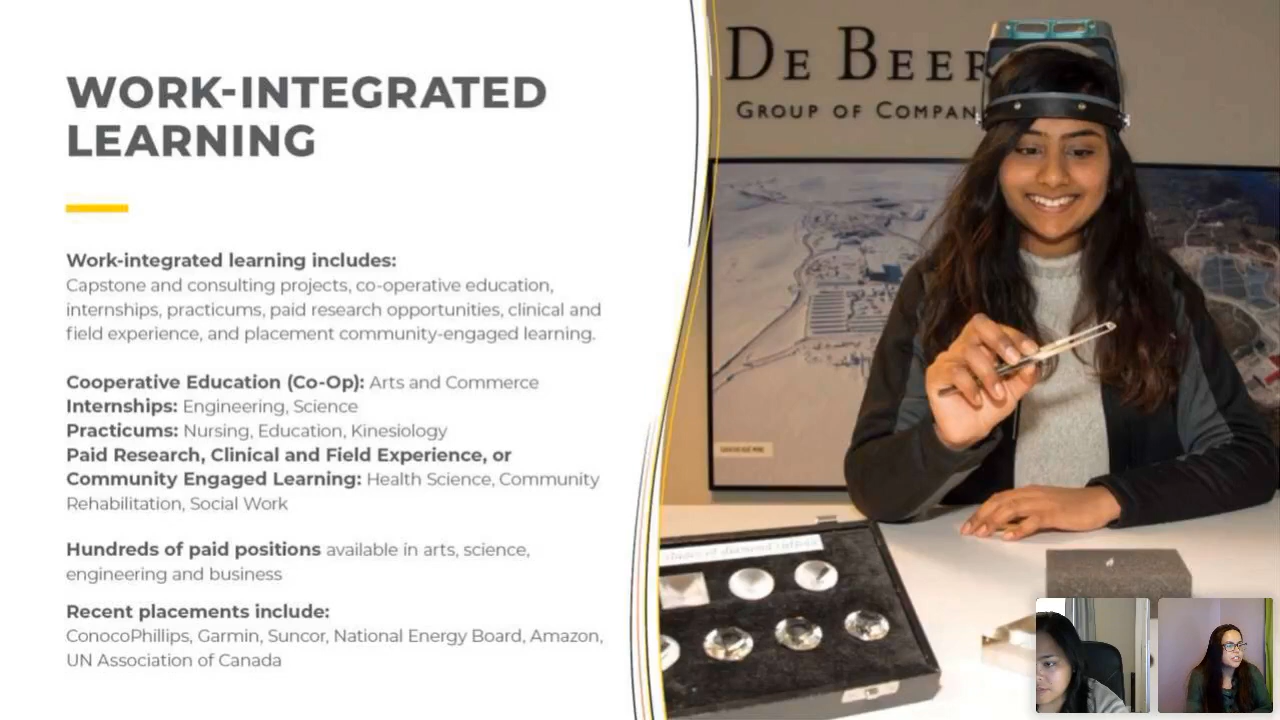 WORK-INTEGRATED
LEARNING
Work-integrated learning includes:
Capstone and consulting projects, co-operative education,
internships, practicums, paid research opportunities, clinical and
field experience, and placement community-engaged learning.
Cooperative Education (Co-Op): Arts and Commerce
Internships: Engineering, Science
Practicums: Nursing, Education, Kinesiology
Paid Research, Clinical and Field Experience, or
Community Engaged Learning: Health Science, Community
Rehabilitation, Social Work
Hundreds of paid positions available in arts, science,
engineering and business
Recent placements include:
ConocoPhillips, Garmin, Suncor, National Energy Board, Amazon,
UN Association of Canada
DE BEER
GROUP OF COMPAN